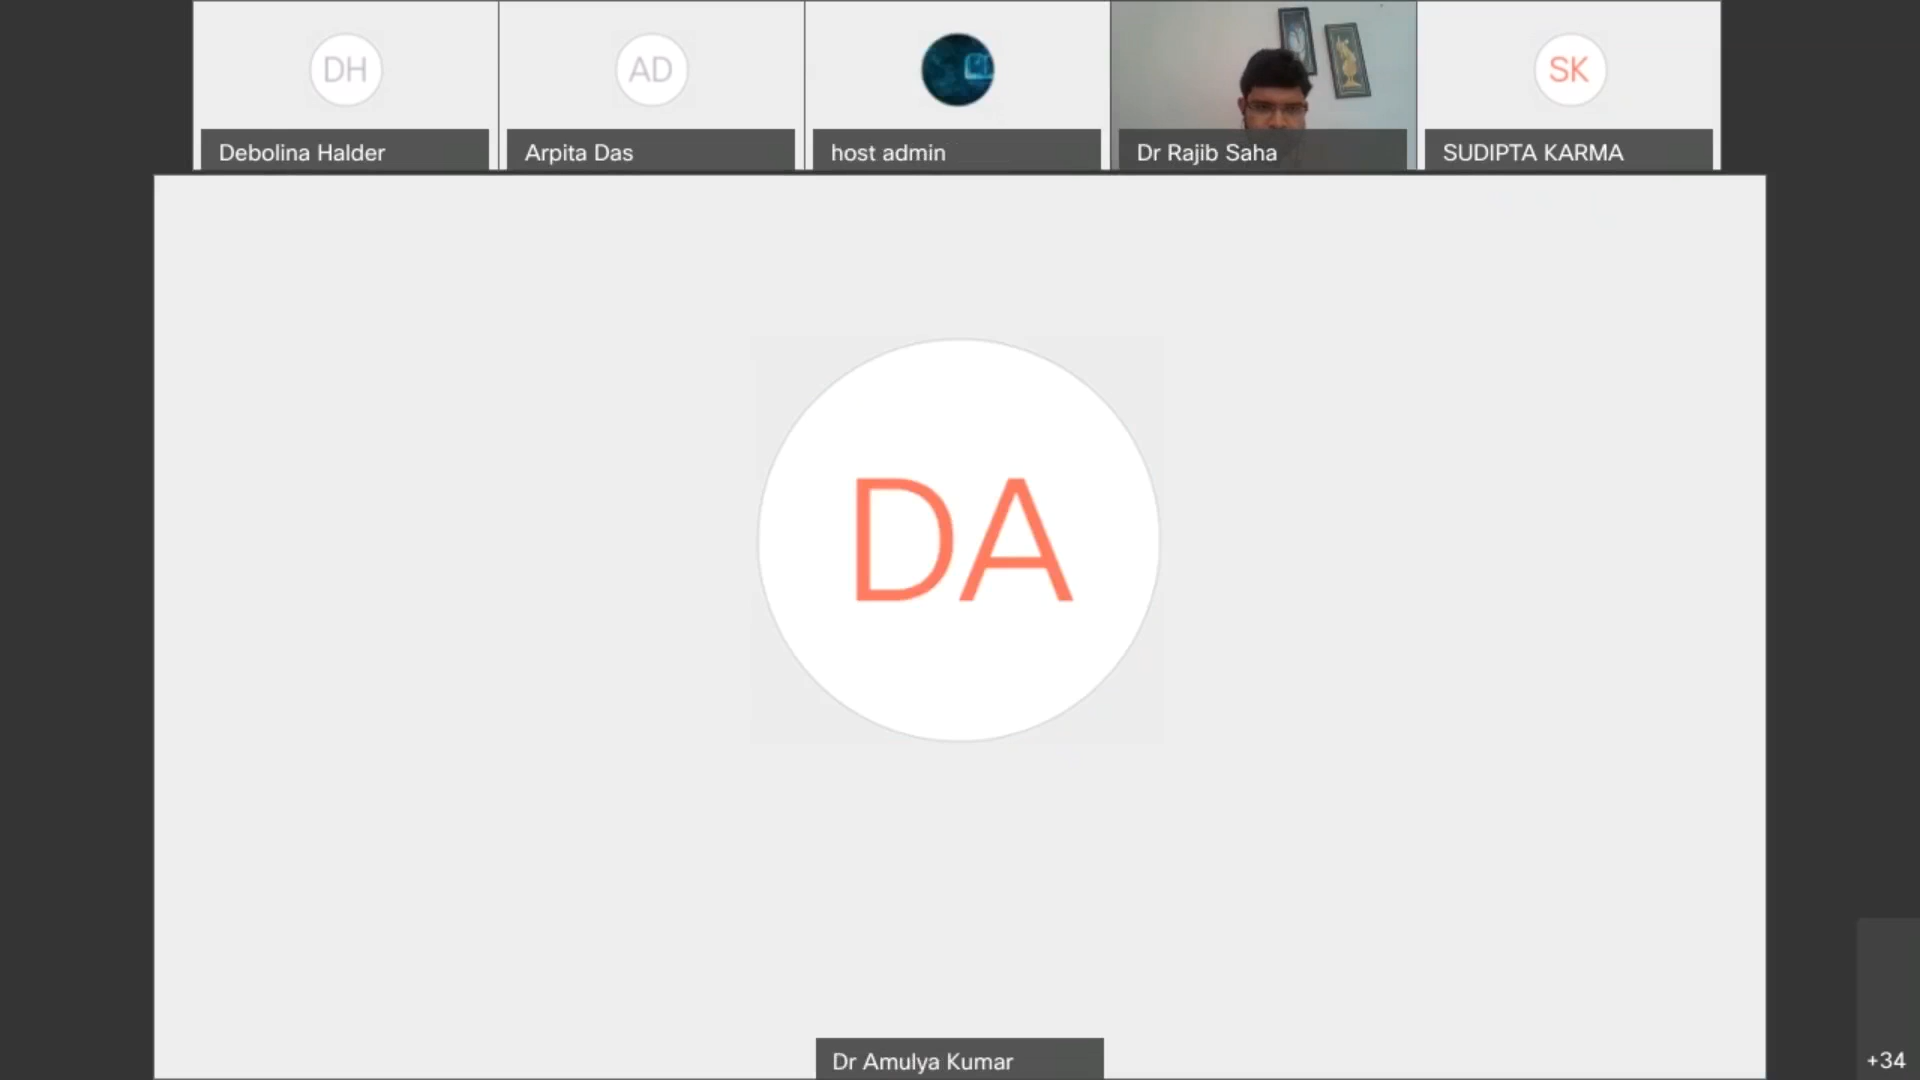 DH
AD
SK
Debolina Halder
Arpita Das
host admin
Dr Rajib Saha
SUDIPTA KARMA
DA
Dr Amulya Kumar
+34